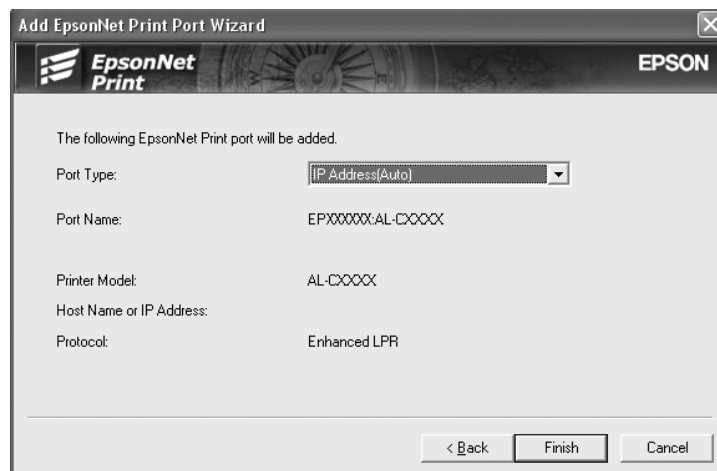 Add EpsonNet Print Port Wizard
EpsonNet
Print
EPSON
The following EpsonNet Print port will be added.
Port Type: IP Address(Auto)
Port Name: EPXXXXXX:AL-CXXXX
Printer Model: AL-CXXXX
Host Name or IP Address:
Protocol: Enhanced LPR
< Back Finish Cancel